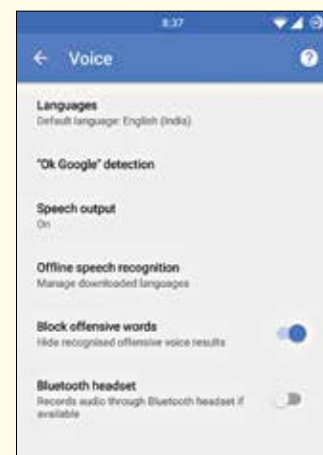 8:37
Voice
?
Languages
Default language: English (India)
"Ok Google" detection
Speech output
On
Offline speech recognition
Manage downloaded languages
Block offensive words
Hide recognised offensive voice results
Bluetooth headset
Records audio through Bluetooth headset if
available